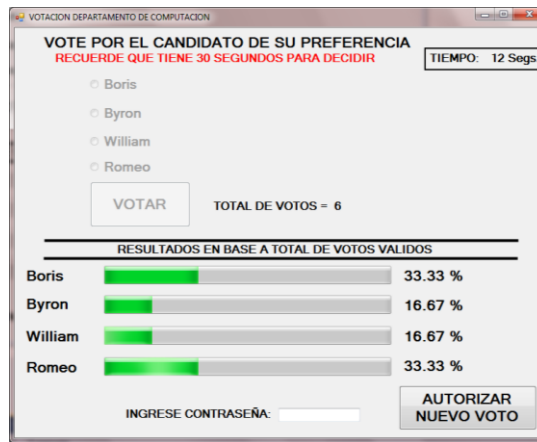 VOTACION DEPARTAMENTO DE COMPUTACION
VOTE POR EL CANDIDATO DE SU PREFERENCIA
RECUERDE QUE TIENE 30 SEGUNDOS PARA DECIDIR
TIEMPO: 12 Segs
Boris
Byron
William
Romeo
VOTAR
TOTAL DE VOTOS = 6
RESULTADOS EN BASE A TOTAL DE VOTOS VALIDOS
Boris 33.33 %
Byron 16.67 %
William 16.67 %
Romeo 33.33 %
INGRESE CONTRASEÑA:
AUTORIZAR
NUEVO VOTO